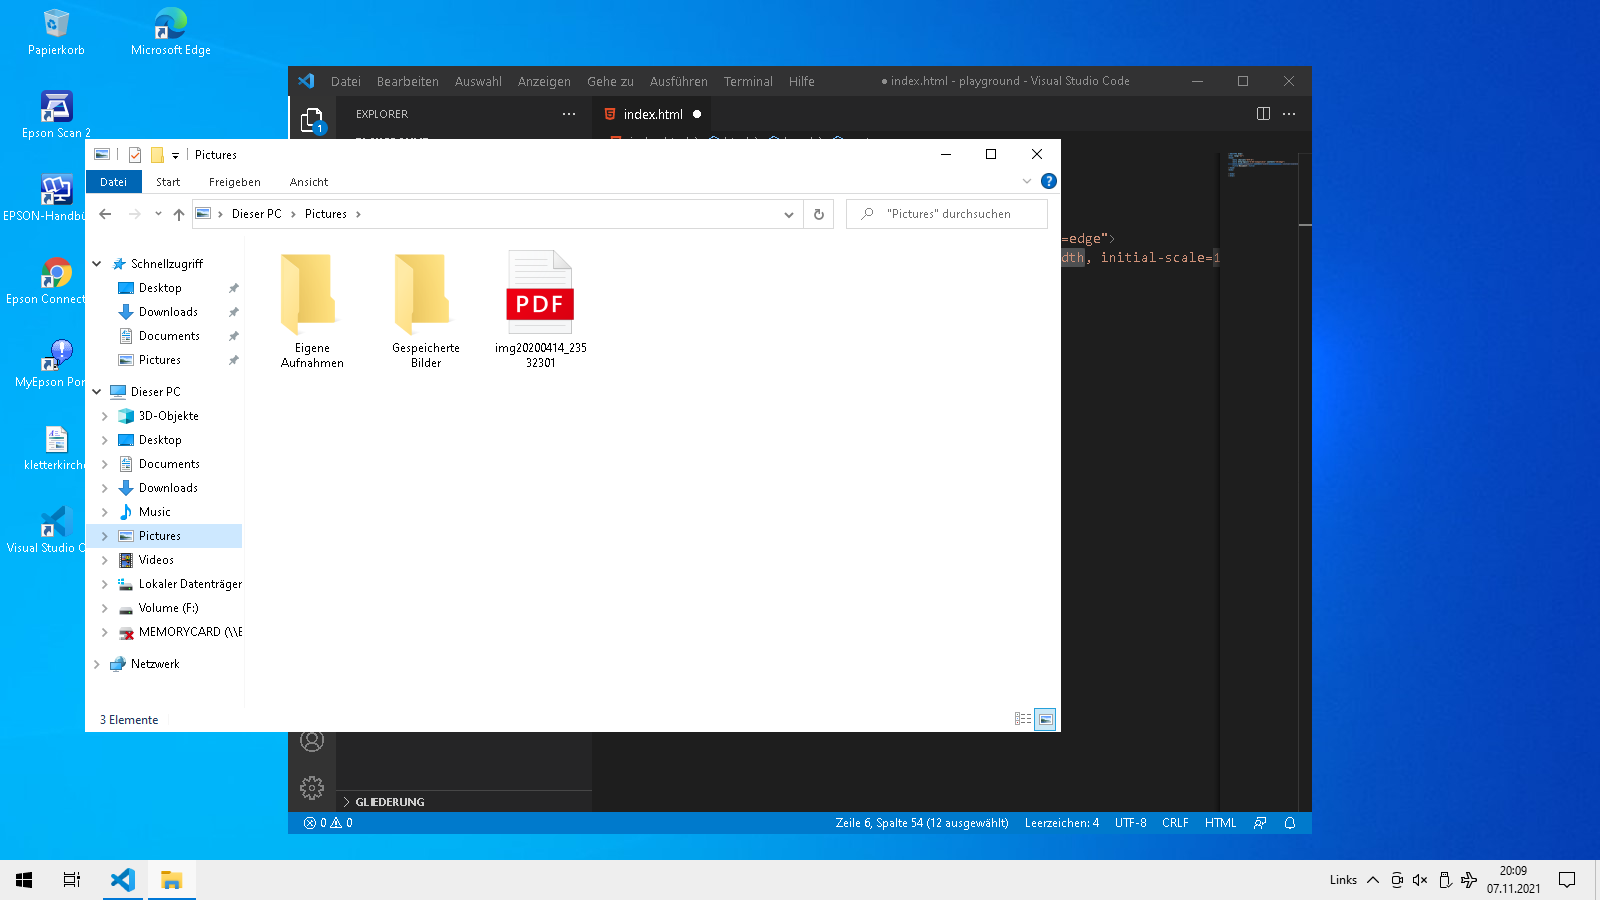 Papierkorb
Microsoft Edge
Epson Scan 2
EPSON-Handbü
Epson Connect
MyEpson Por
kletterkirche
Visual Studio C
Datei Bearbeiten Auswahl Anzeigen Gehe zu Ausführen Terminal Hilfe
● index.html - playground - Visual Studio Code
EXPLORER
index.html
1
Pictures
Datei Start Freigeben Ansicht
Dieser PC Pictures
"Pictures" durchsuchen
Schnellzugriff
Desktop
Downloads
Documents
Pictures
Dieser PC
3D-Objekte
Desktop
Documents
Downloads
Music
Pictures
Videos
Lokaler Datenträger
Volume (F:)
MEMORYCARD (\\E
Netzwerk
Eigene
Aufnahmen
Gespeicherte
Bilder
PDF
img20200414_235
32301
=edge">
dth, initial-scale=1
3 Elemente
GLIEDERUNG
0 0
Zeile 6, Spalte 54 (12 ausgewählt) Leerzeichen: 4 UTF-8 CRLF HTML
Links
20:09
07.11.2021